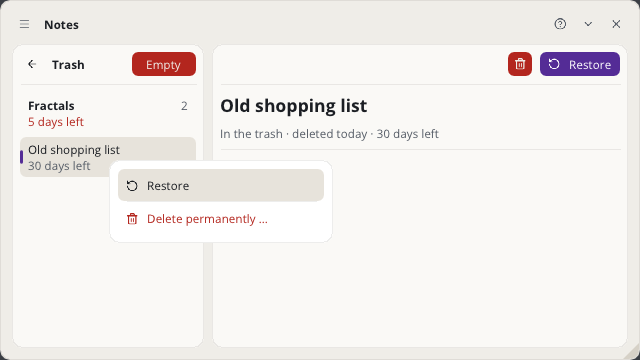 Notes
Trash
Empty
Restore
Fractals 2
5 days left
Old shopping list
30 days left
Old shopping list
In the trash · deleted today · 30 days left
Restore
Delete permanently ...